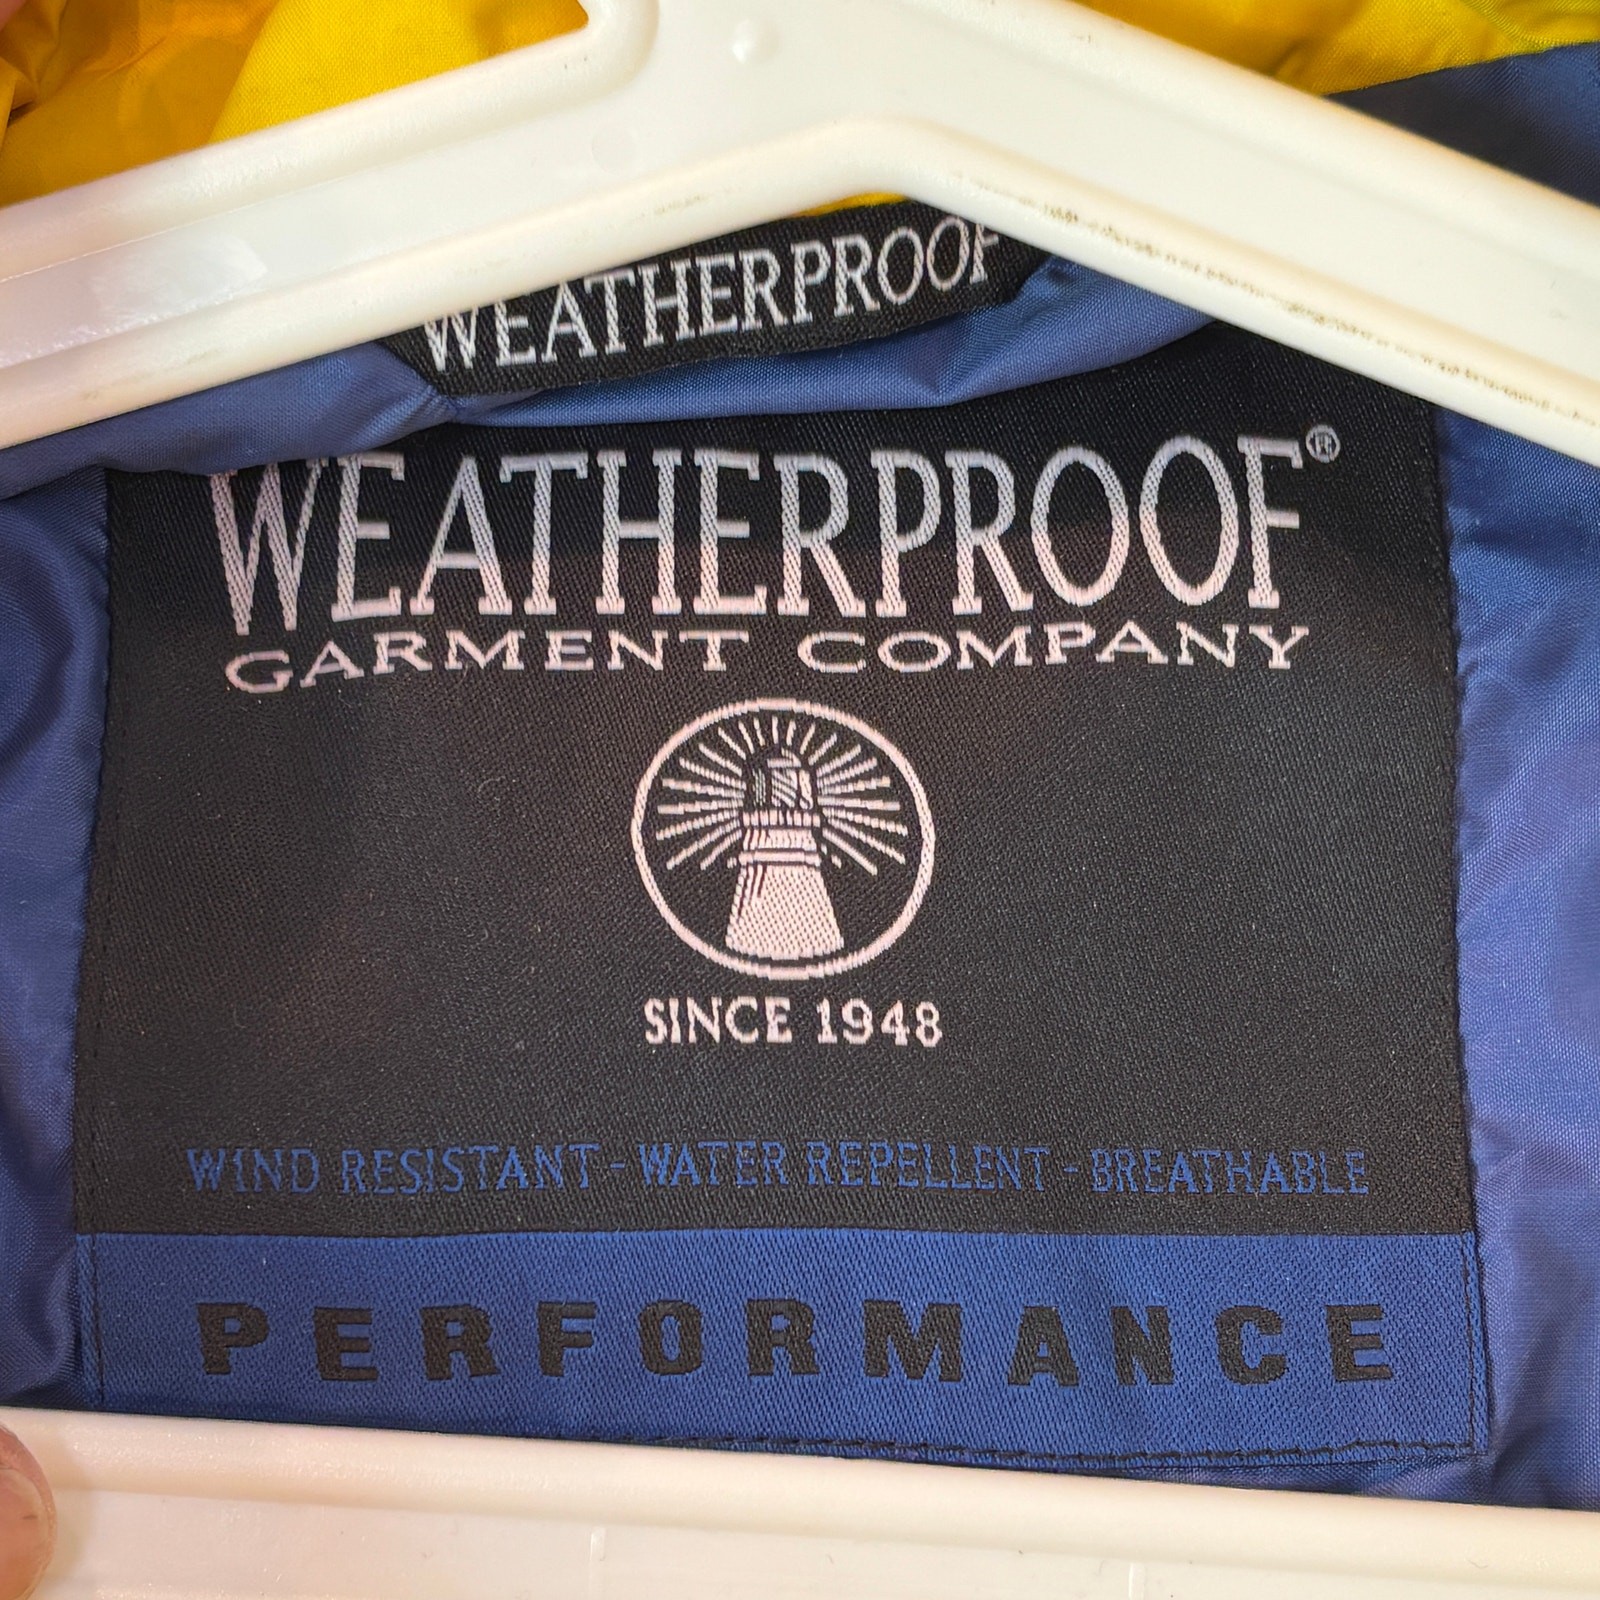 WEATHERPROOF
WEATHERPROOF®
GARMENT COMPANY
SINCE 1948
WIND RESISTANT - WATER REPELLENT - BREATHABLE
PERFORMANCE